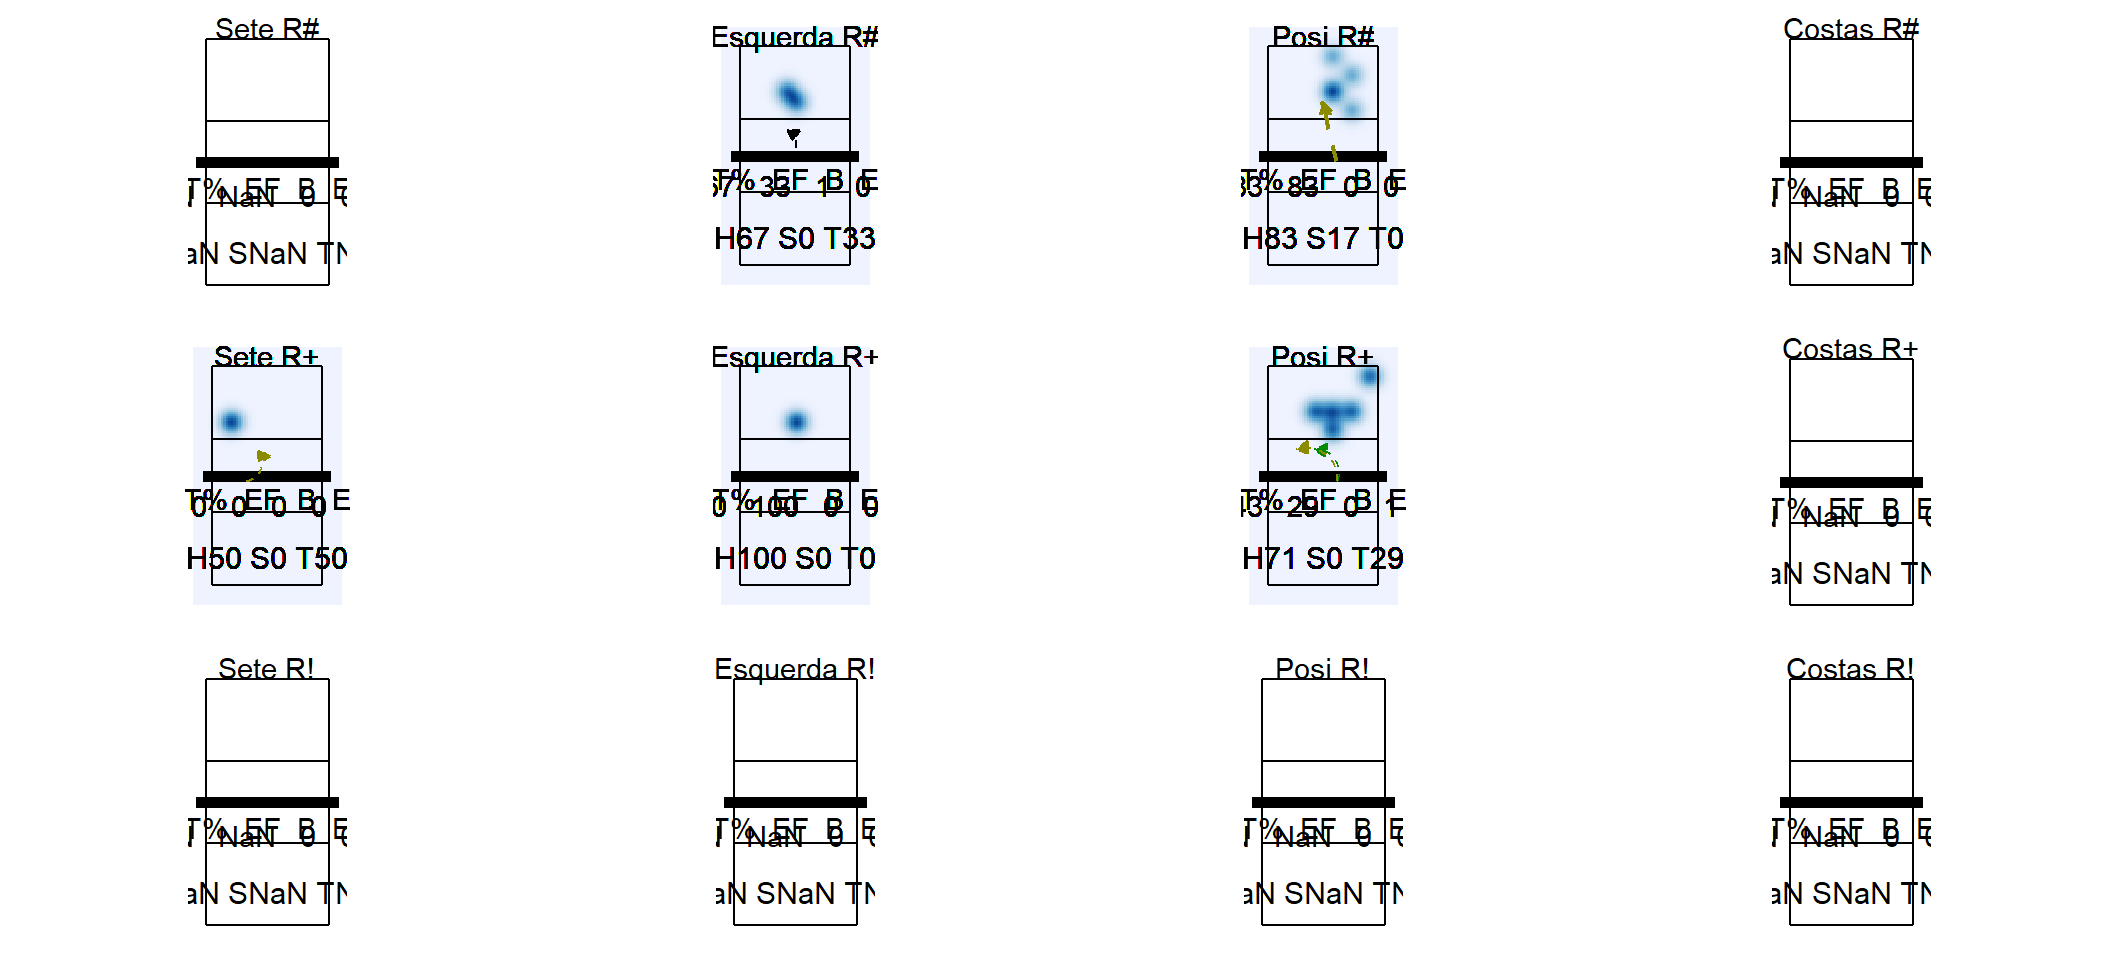 Sete R#
Esquerda R#
Posi R#
Costas R#
T% EF B E
NaN 0
T% EF B E
33 1 0
T% EF B E
83 0 0
T% EF B E
NaN 0
aN SNaN TN
H67 S0 T33
H83 S17 T0
aN SNaN TN
Sete R+
Esquerda R+
Posi R+
Costas R+
T% EF B E
0 0 0 0
T% EF B E
0 100 0 0
T% EF B E
29 0 1
T% EF B E
NaN 0
H50 S0 T50
H100 S0 T0
H71 S0 T29
aN SNaN TN
Sete R!
Esquerda R!
Posi R!
Costas R!
T% EF B E
NaN 0
T% EF B E
NaN 0
T% EF B E
NaN 0
T% EF B E
NaN 0
aN SNaN TN
aN SNaN TN
aN SNaN TN
aN SNaN TN